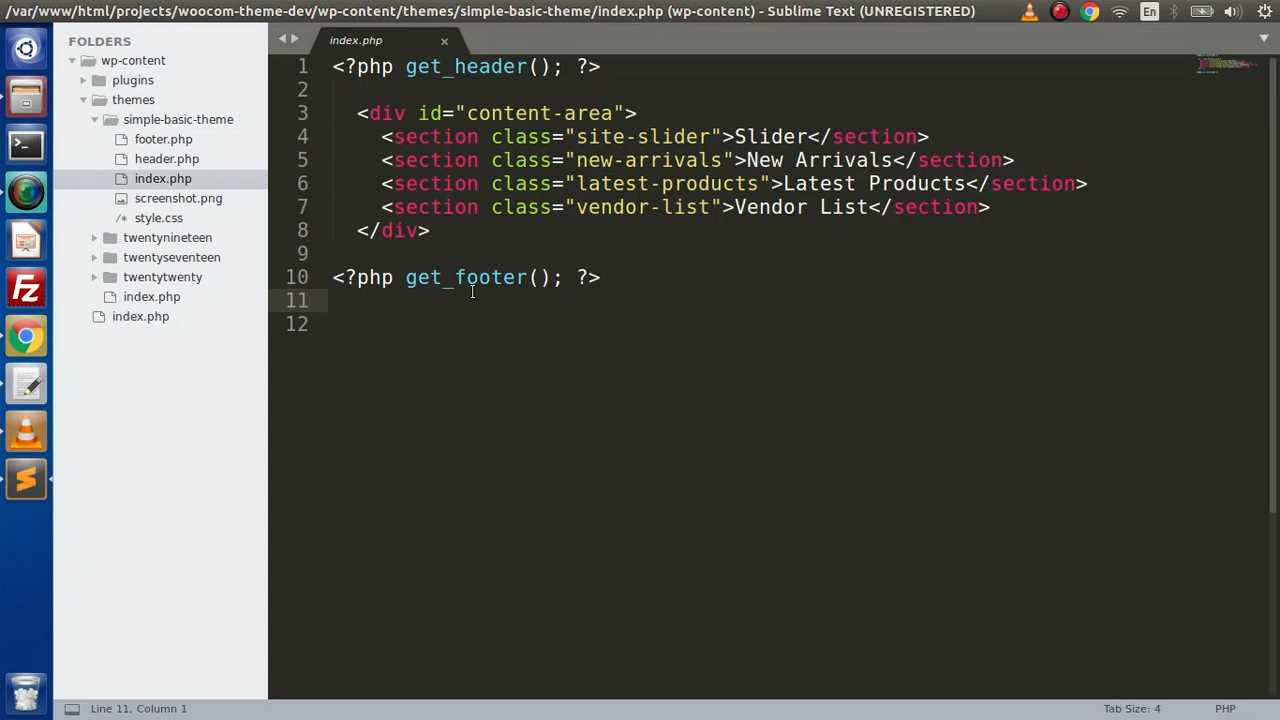 /var/www/html/projects/woocom-theme-dev/wp-content/themes/simple-basic-theme/index.php (wp-content) - Sublime Text (UNREGISTERED)
En
FOLDERS
wp-content
plugins
themes
simple-basic-theme
footer.php
header.php
index.php
screenshot.png
/* style.css
twentynineteen
twentyseventeen
twentytwenty
index.php
index.php
index.php ×
1 <?php get_header(); ?>
2
3 <div id="content-area">
4 <section class="site-slider">Slider</section>
5 <section class="new-arrivals">New Arrivals</section>
6 <section class="latest-products">Latest Products</section>
7 <section class="vendor-list">Vendor List</section>
8 </div>
9
10 <?php get_footer(); ?>
11
12
Fz
Line 11, Column 1
Tab Size: 4
PHP